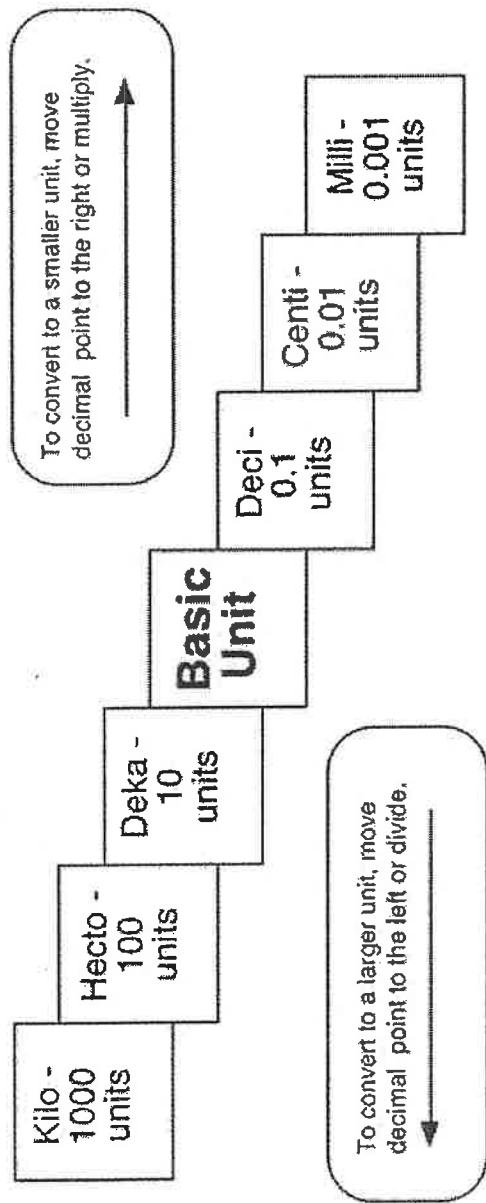 To convert to a smaller unit, move
decimal point to the right or multiply.
Kilo -
1000
units
Hecto -
100
units
Deka -
10
units
Basic
Unit
Deci -
0.1
units
Centi -
0.01
units
Milli -
0.001
units
To convert to a larger unit, move
decimal point to the left or divide.